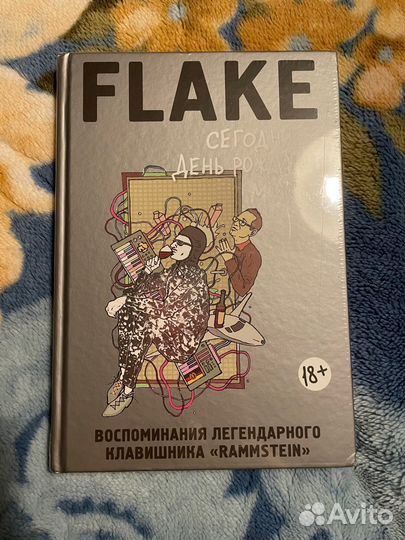 FLAKE
СЕГОДН
ДЕНЬ РО
М
18+
ВОСПОМИНАНИЯ ЛЕГЕНДАРНОГО
КЛАВИШНИКА «RAMMSTEIN»
Avito